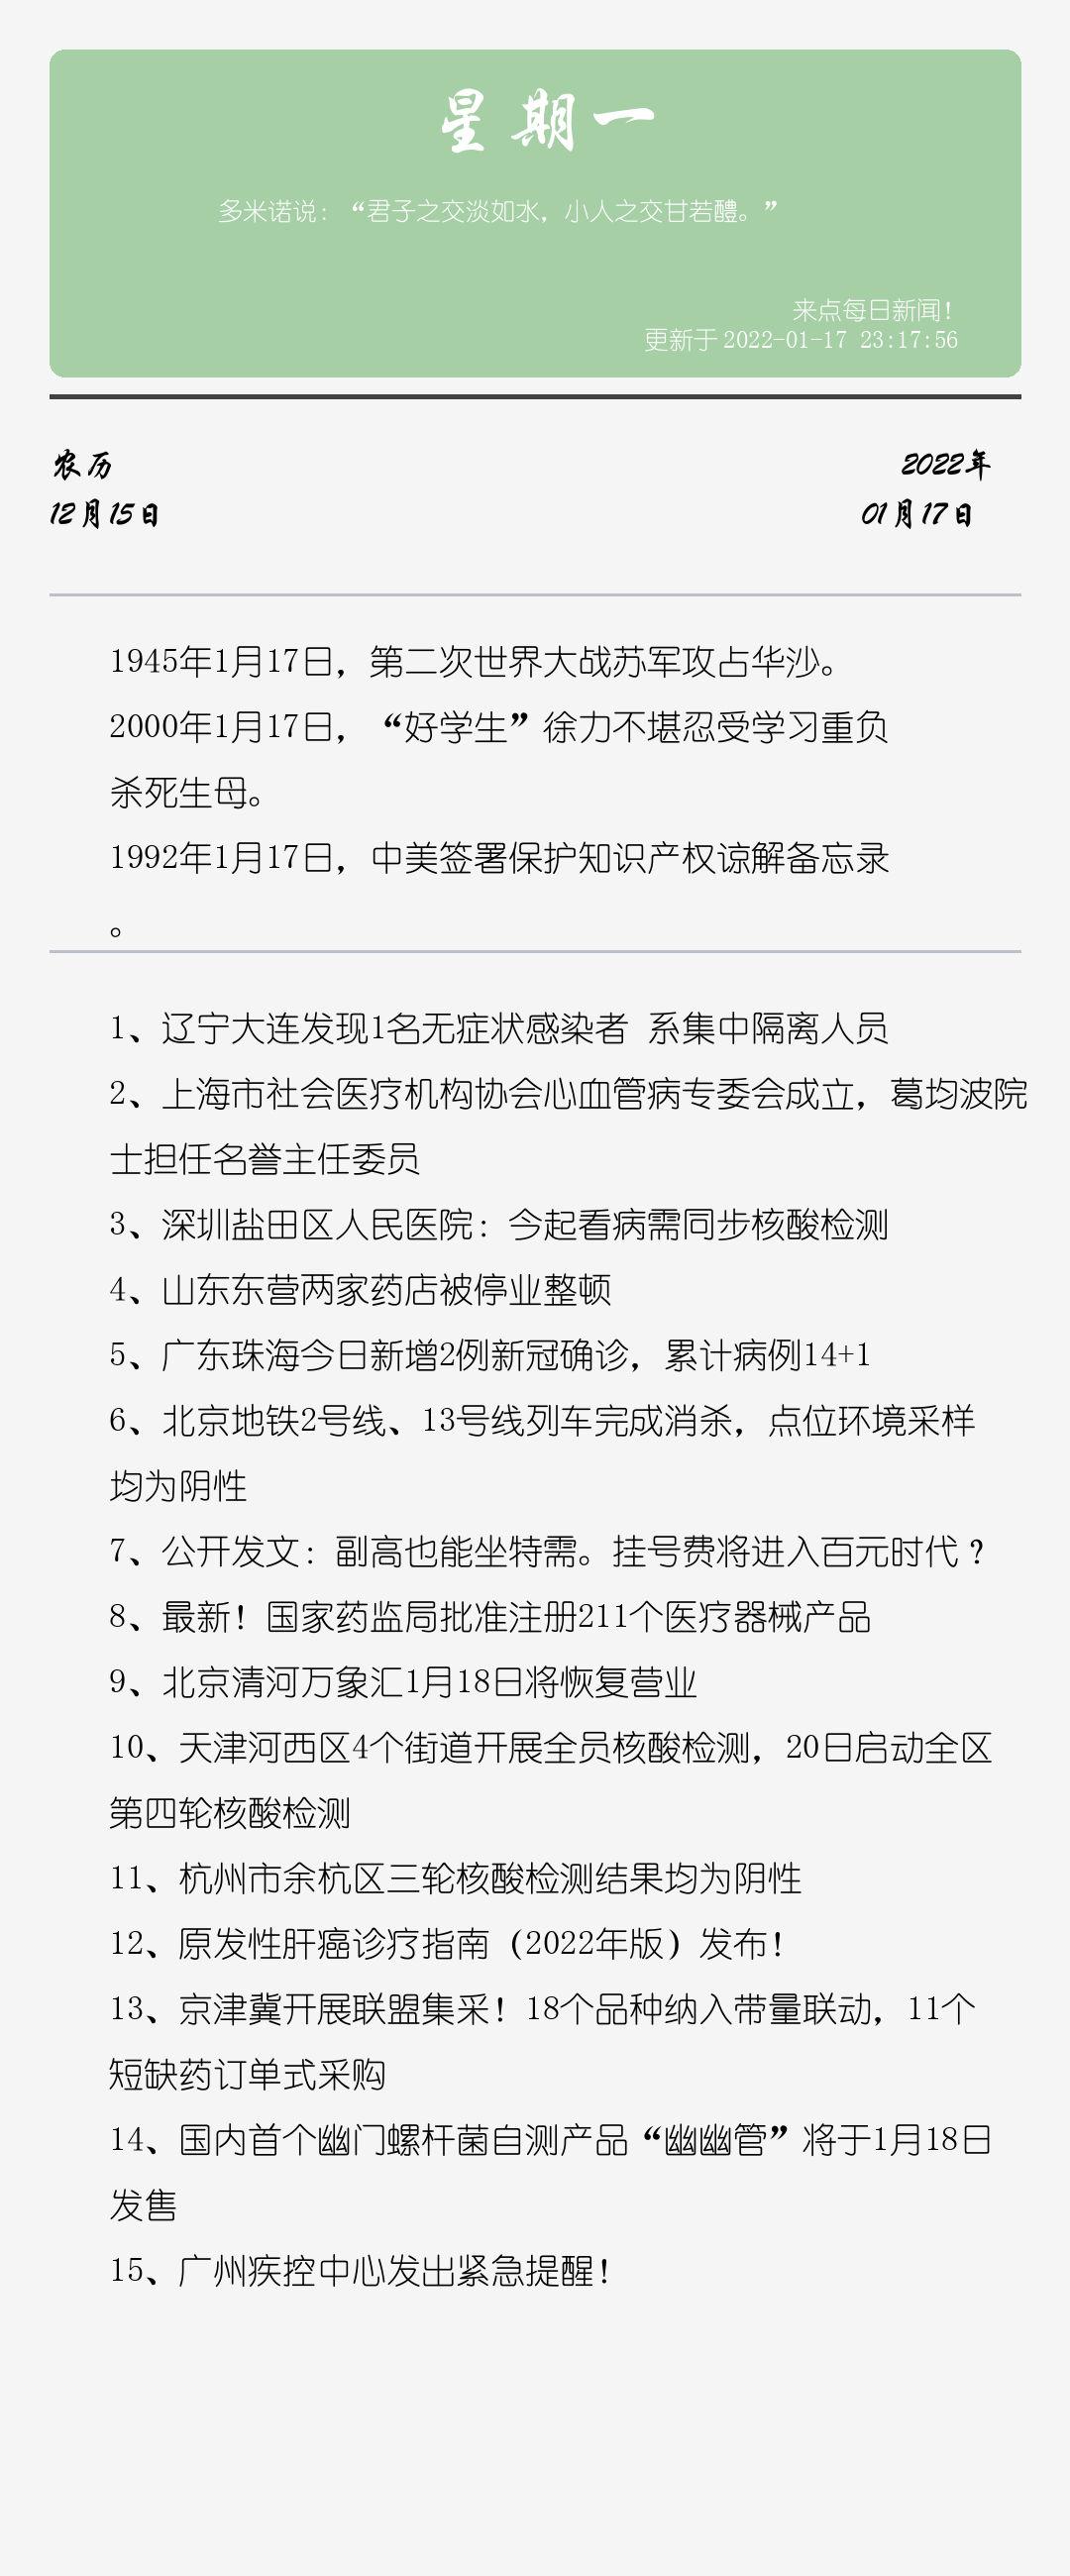 星期一
多米诺说：“君子之交淡如水，小人之交甘若醴。”
来点每日新闻！
更新于 2022-01-17 23:17:56
农历
2022年
12月15日
01月17日
1945年1月17日，第二次世界大战苏军攻占华沙。
2000年1月17日，“好学生”徐力不堪忍受学习重负
杀死生母。
1992年1月17日，中美签署保护知识产权谅解备忘录
。
1、辽宁大连发现1名无症状感染者 系集中隔离人员
2、上海市社会医疗机构协会心血管病专委会成立，葛均波院
士担任名誉主任委员
3、深圳盐田区人民医院：今起看病需同步核酸检测
4、山东东营两家药店被停业整顿
5、广东珠海今日新增2例新冠确诊，累计病例14+1
6、北京地铁2号线、13号线列车完成消杀，点位环境采样
均为阴性
7、公开发文：副高也能坐特需。挂号费将进入百元时代？
8、最新！国家药监局批准注册211个医疗器械产品
9、北京清河万象汇1月18日将恢复营业
10、天津河西区4个街道开展全员核酸检测，20日启动全区
第四轮核酸检测
11、杭州市余杭区三轮核酸检测结果均为阴性
12、原发性肝癌诊疗指南（2022年版）发布！
13、京津冀开展联盟集采！18个品种纳入带量联动，11个
短缺药订单式采购
14、国内首个幽门螺杆菌自测产品“幽幽管”将于1月18日
发售
15、广州疾控中心发出紧急提醒！